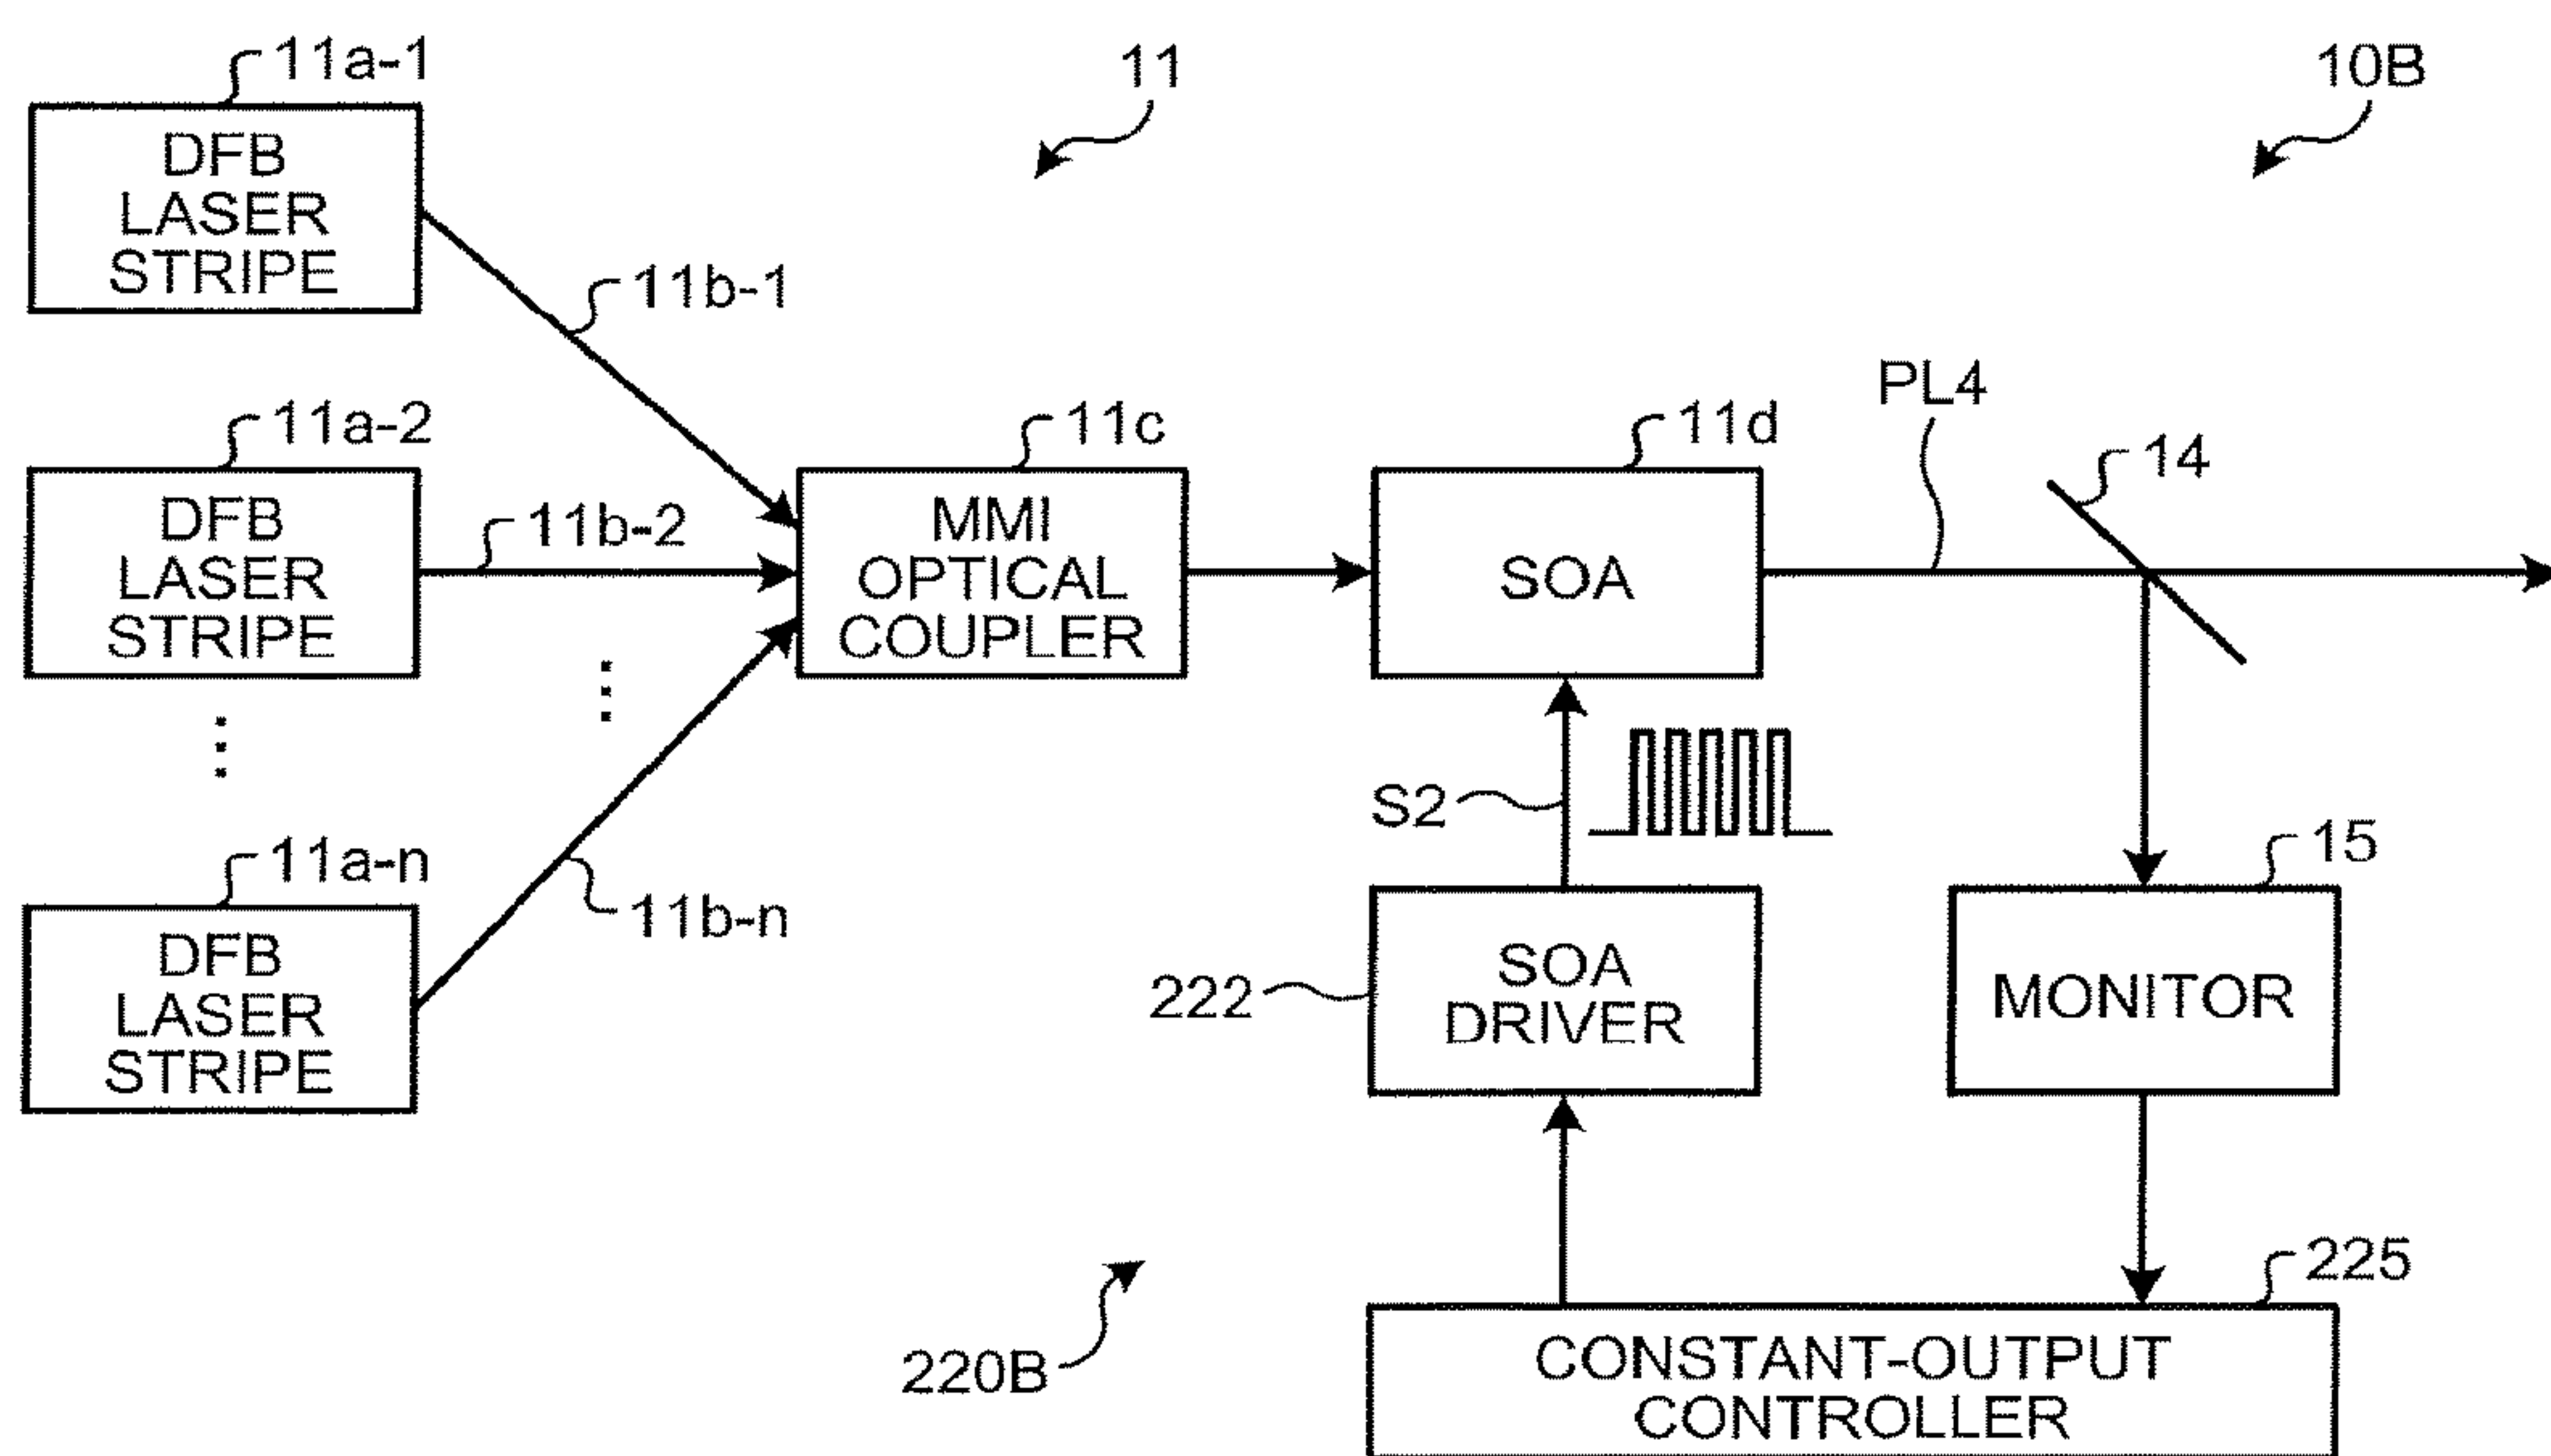 11a-1
11
10B
DFB
LASER
STRIPE
11b-1
11a-2
11c
11d
PL4
14
DFB
LASER
STRIPE
11b-2
MMI
OPTICAL
COUPLER
SOA
S2
11a-n
15
DFB
LASER
STRIPE
11b-n
222
SOA
DRIVER
MONITOR
225
220B
CONSTANT-OUTPUT
CONTROLLER